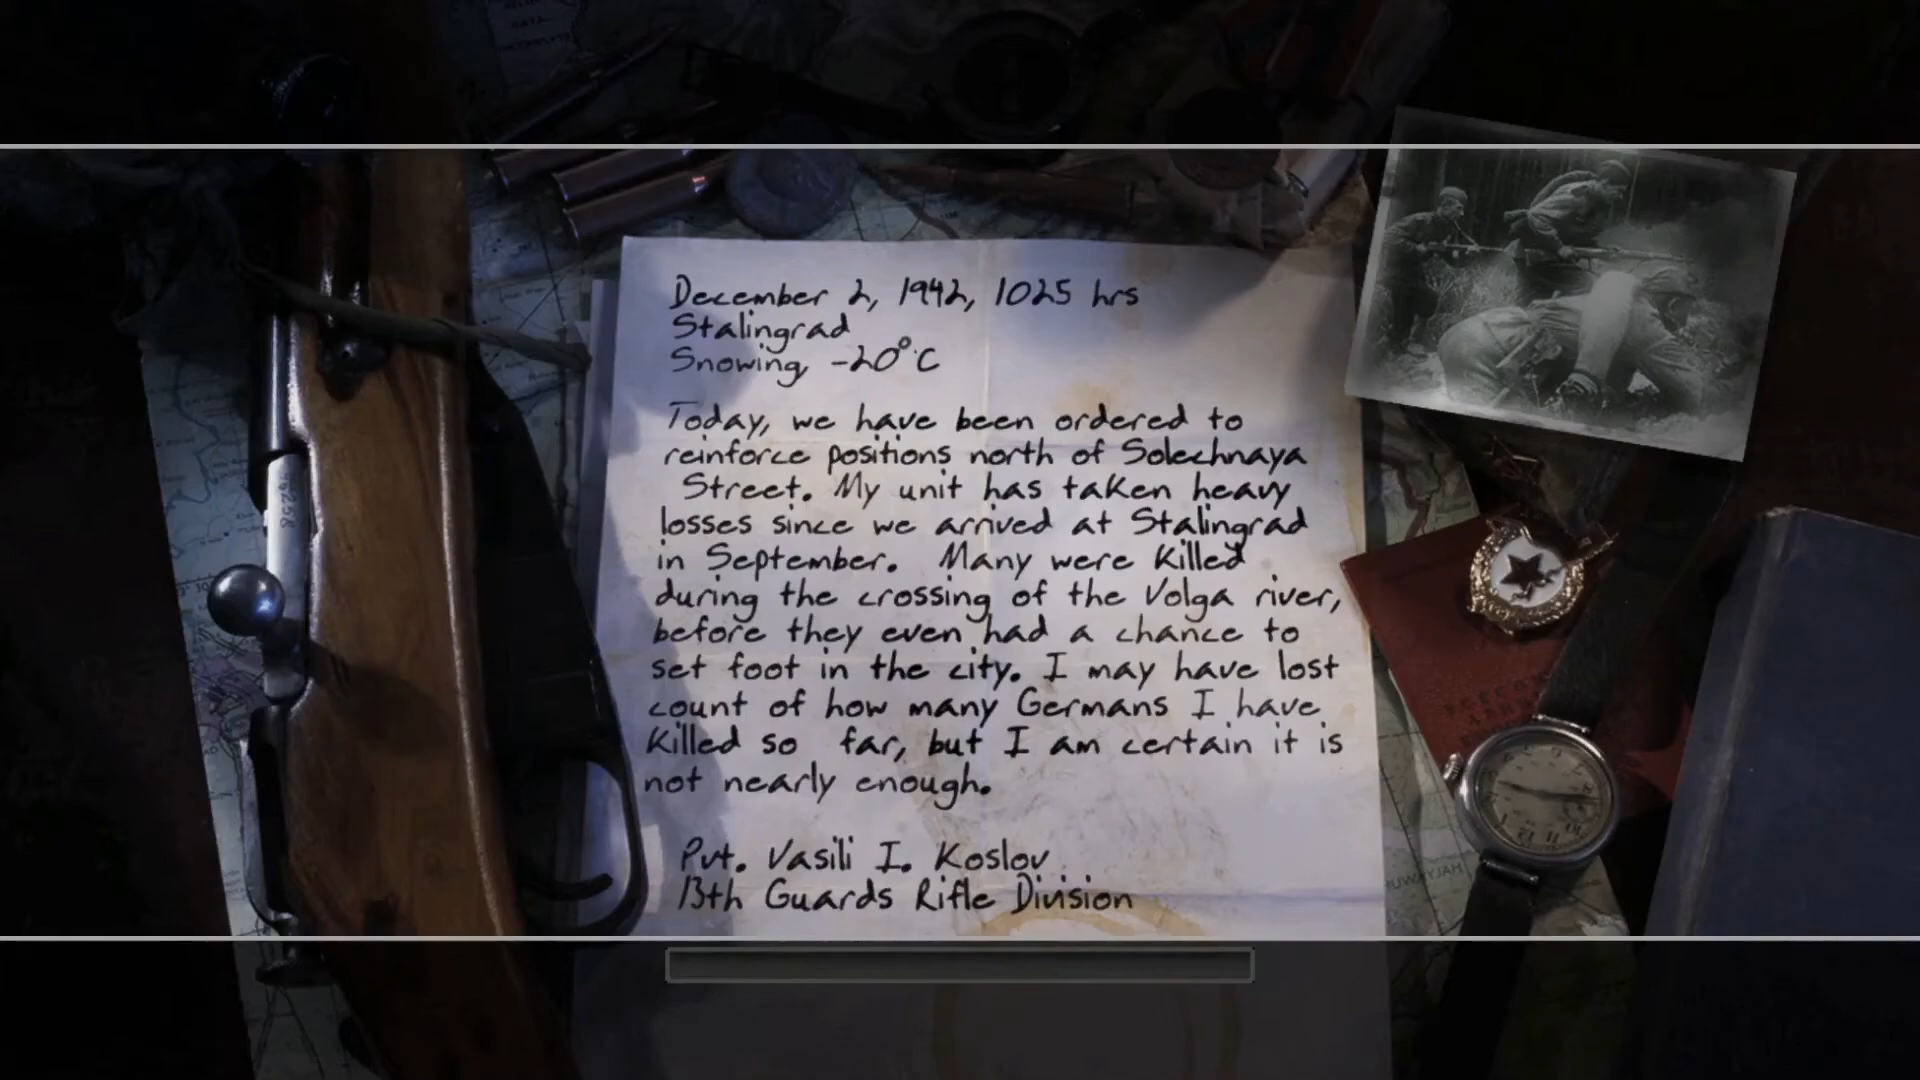 December 2, 1942, 1025 hrs
Stalingrad
Snowing, -20°C
Today, we have been ordered to
reinforce positions north of Solechnaya
Street. My unit has taken heavy
losses since we arrived at Stalingrad
in September. Many were killed
during the crossing of the Volga river,
before they even had a chance to
set foot in the city. I may have lost
count of how many Germans I have
killed so far, but I am certain it is
not nearly enough.
Pvt. Vasili I. Koslov
13th Guards Rifle Division